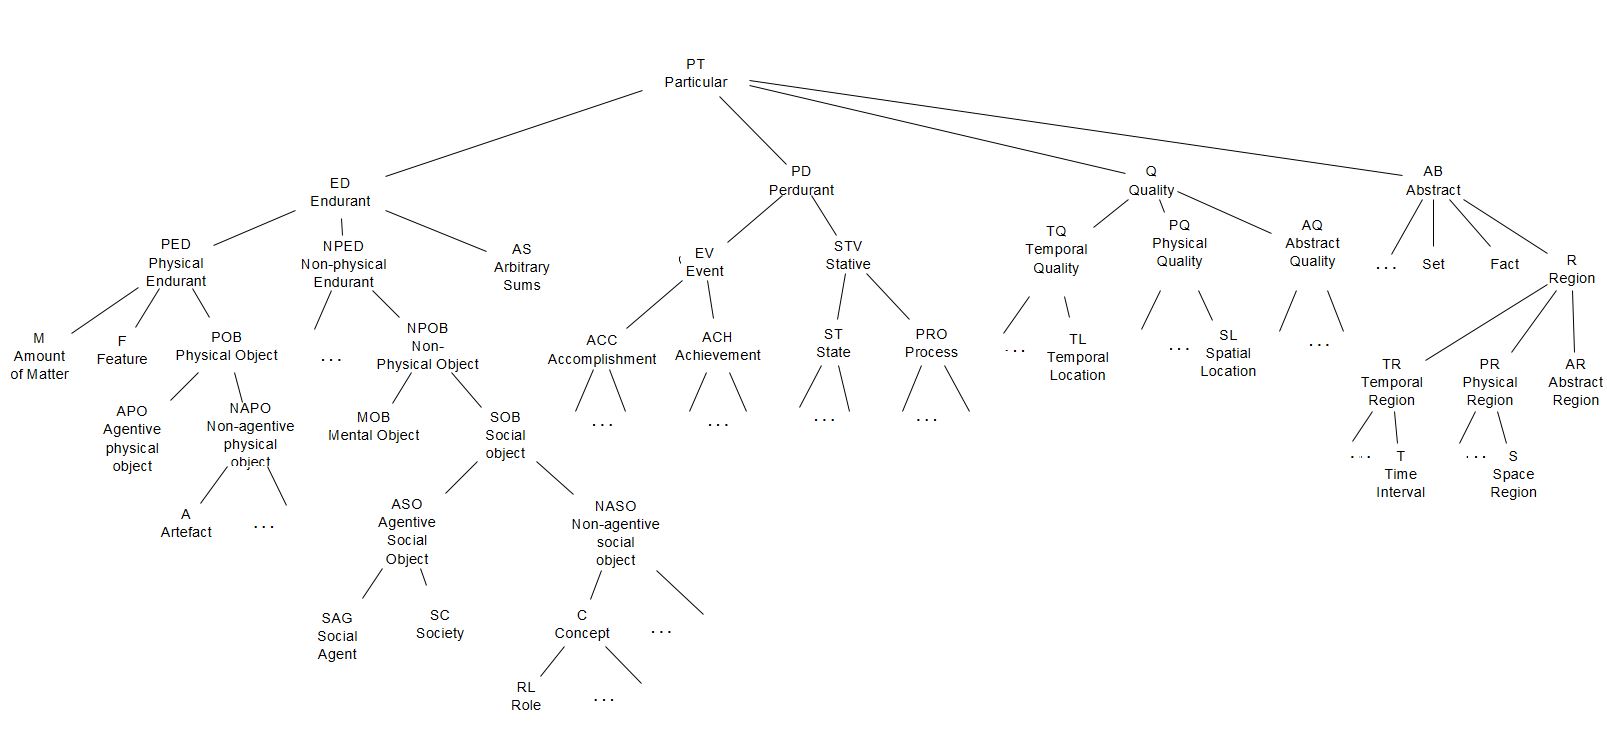 PT
Particular
ED
Endurant
PD
Perdurant
Q
Quality
AB
Abstract
PED
Physical
Endurant
NPED
Non-physical
Endurant
AS
Arbitrary
Sums
EV
Event
STV
Stative
TQ
Temporal
Quality
PQ
Physical
Quality
AQ
Abstract
Quality
...
Set
Fact
R
Region
M
Amount
of Matter
F
Feature
POB
Physical Object
...
NPOB
Non-
Physical Object
ACC
Accomplishment
ACH
Achievement
ST
State
PRO
Process
...
TL
Temporal
Location
...
SL
Spatial
Location
...
TR
Temporal
Region
PR
Physical
Region
AR
Abstract
Region
APO
Agentive
physical
object
NAPO
Non-agentive
physical
object
MOB
Mental Object
SOB
Social
object
...
...
...
...
...
T
Time
Interval
...
S
Space
Region
A
Artefact
...
ASO
Agentive
Social
Object
NASO
Non-agentive
social
object
SAG
Social
Agent
SC
Society
C
Concept
...
RL
Role
...